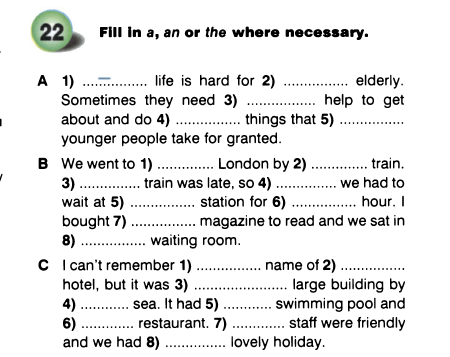 22 Fill in a, an or the where necessary.
A 1) ....–.......... life is hard for 2) ............... elderly.
Sometimes they need 3) ................ help to get
about and do 4) ............... things that 5) ...............
younger people take for granted.
B We went to 1) ............. London by 2) ............. train.
3) .............. train was late, so 4) .............. we had to
wait at 5) ............... station for 6) .............. hour. I
bought 7) ................ magazine to read and we sat in
8) ............... waiting room.
C I can't remember 1) ............... name of 2) ...............
hotel, but it was 3) ...................... large building by
4) ........... sea. It had 5) ........... swimming pool and
6) ............ restaurant. 7) ............ staff were friendly
and we had 8) .............. lovely holiday.